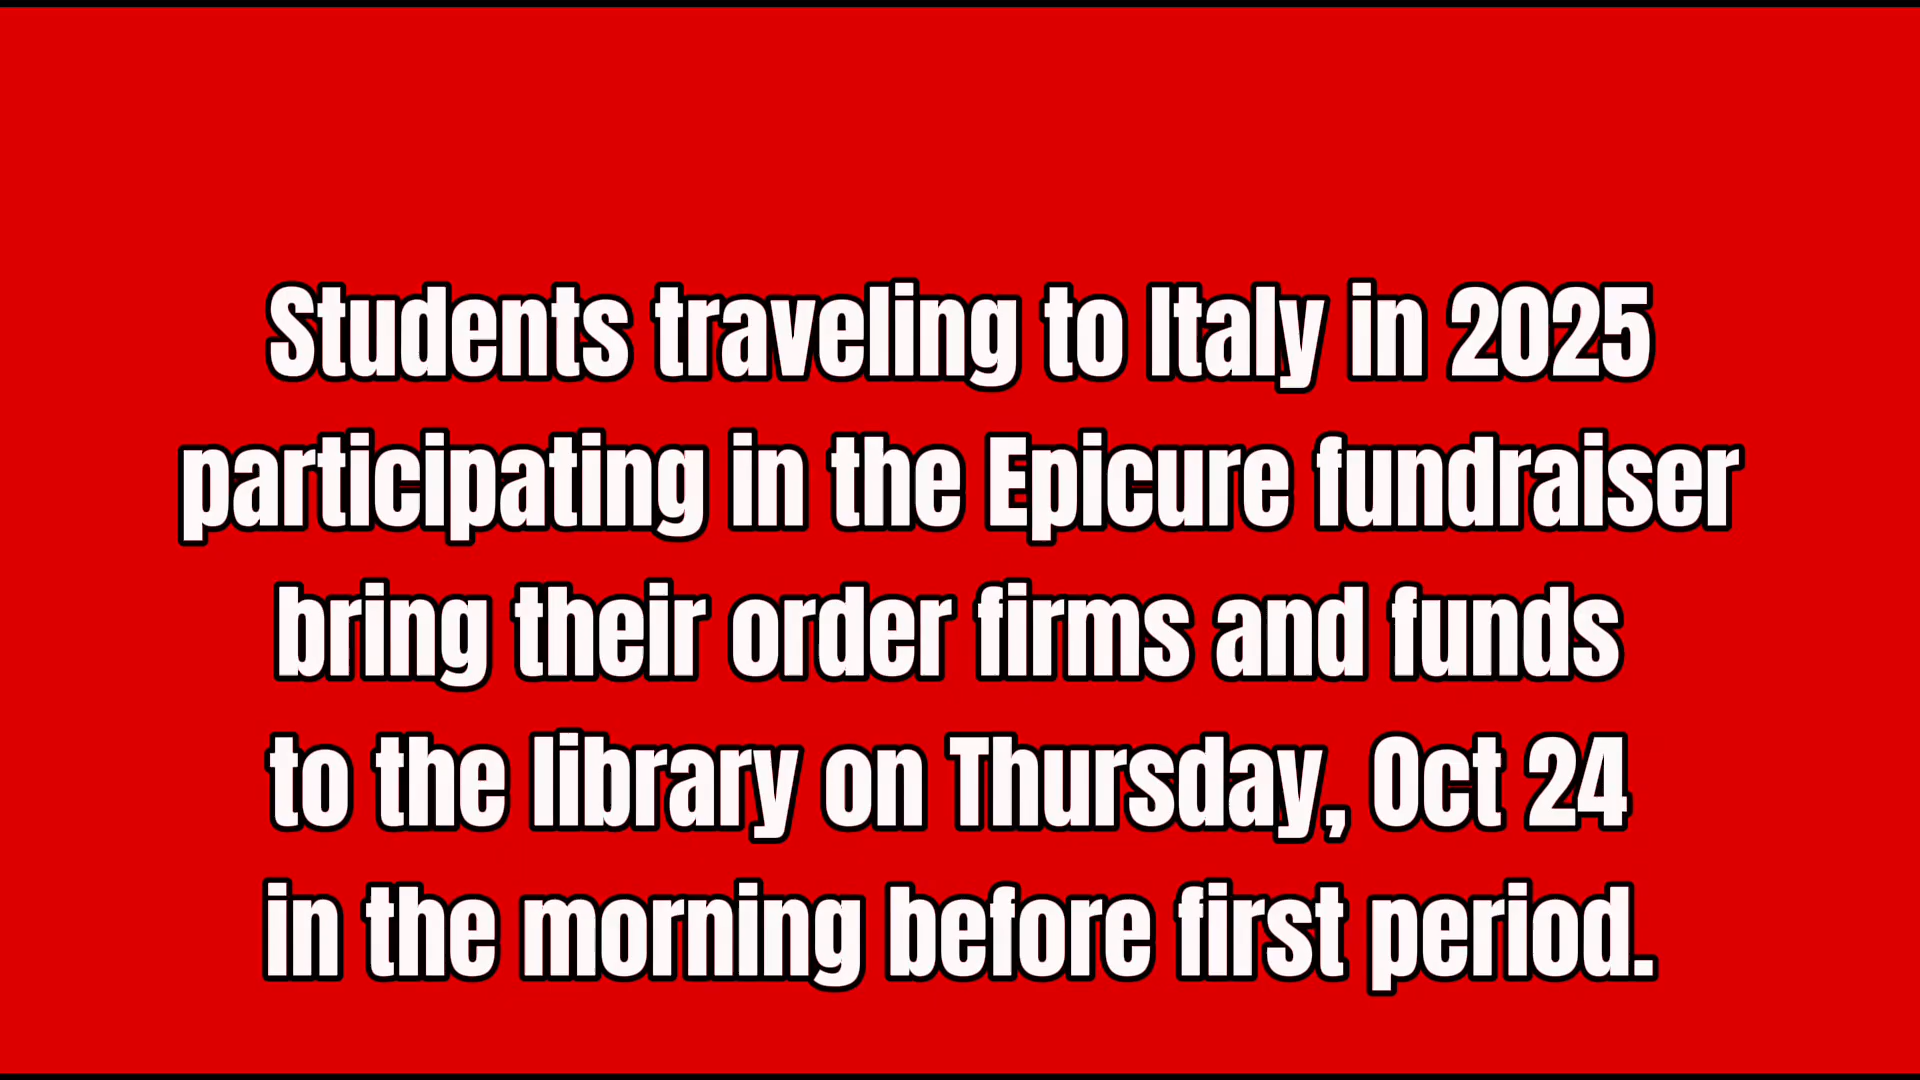 Students traveling to Italy in 2025
participating in the Epicure fundraiser
bring their order firms and funds
to the library on Thursday, Oct 24
in the morning before first period.